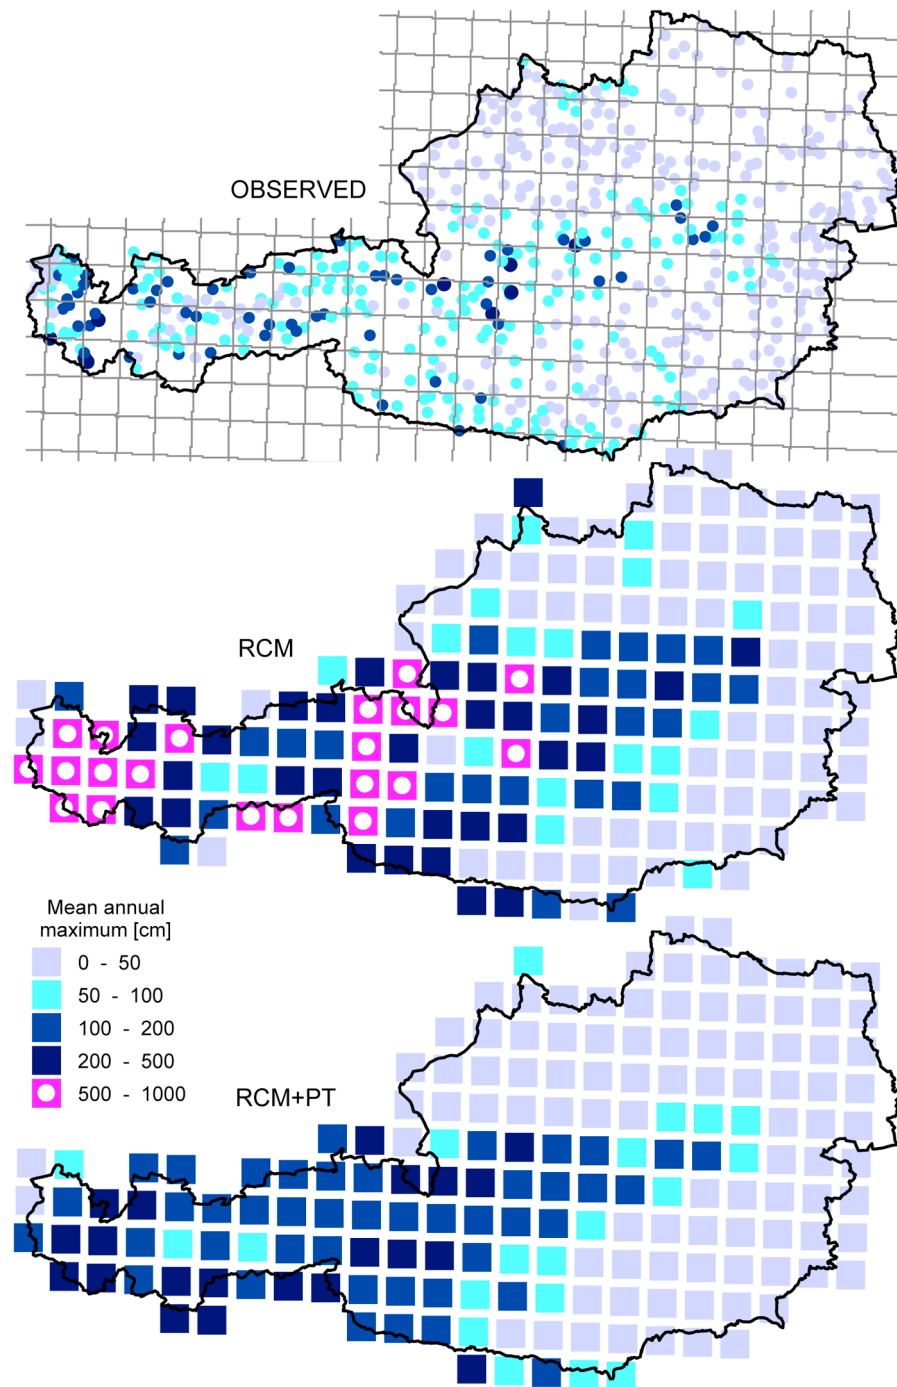 OBSERVED
RCM
Mean annual
maximum [cm]
0 - 50
50 - 100
100 - 200
200 - 500
500 - 1000
RCM+PT